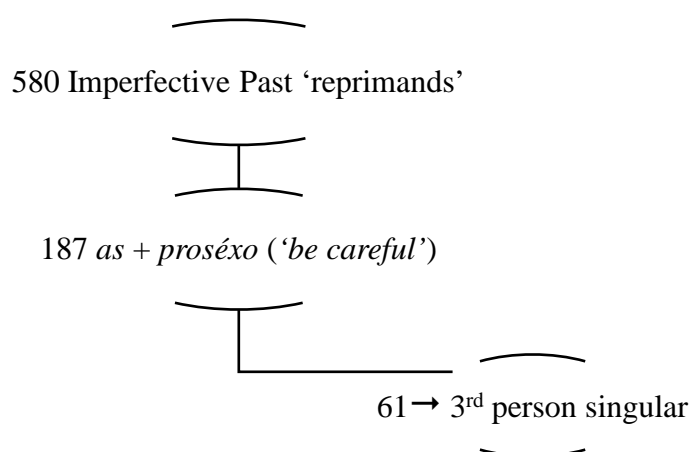 580 Imperfective Past ‘reprimands’
187 as + proséxo (‘be careful’)
61→ 3rd person singular